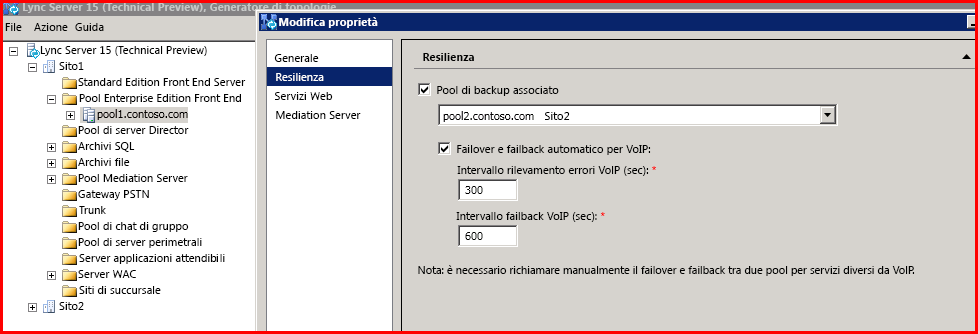 Lync Server 15 (Technical Preview), Generatore di topologie
File Azione Guida
Lync Server 15 (Technical Preview)
Sito1
Standard Edition Front End Server
Pool Enterprise Edition Front End
pool1.contoso.com
Pool di server Director
Archivi SQL
Archivi file
Pool Mediation Server
Gateway PSTN
Trunk
Pool di chat di gruppo
Pool di server perimetrali
Server applicazioni attendibili
Server WAC
Siti di succursale
Sito2
Modifica proprietà
Generale
Resilienza
Servizi Web
Mediation Server
Resilienza
Pool di backup associato
pool2.contoso.com Sito2
Failover e failback automatico per VoIP:
Intervallo rilevamento errori VoIP (sec): *
300
Intervallo failback VoIP (sec): *
600
Nota: è necessario richiamare manualmente il failover e failback tra due pool per servizi diversi da VoIP.